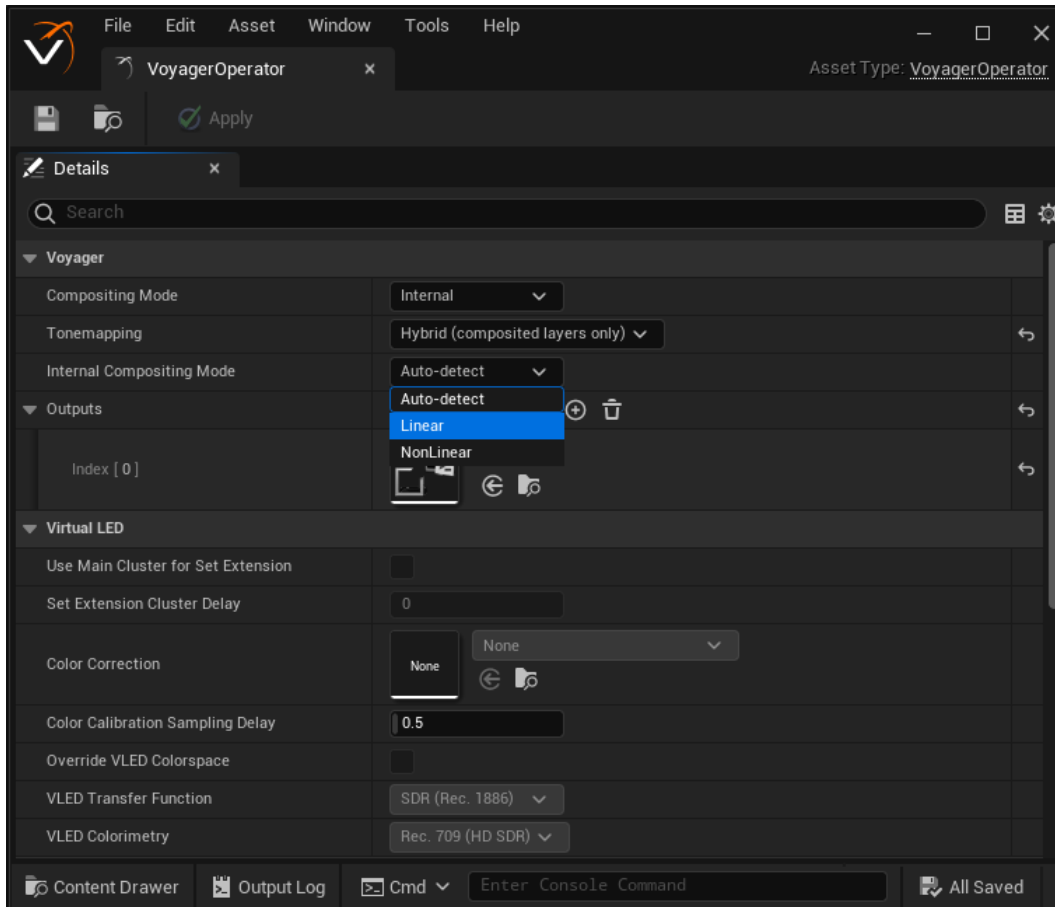 File Edit Asset Window Tools Help
VoyagerOperator
Asset Type: VoyagerOperator
Apply
Details
Search
Voyager
Compositing Mode Internal
Tonemapping Hybrid (composited layers only)
Internal Compositing Mode Auto-detect
Auto-detect
Outputs
Linear
NonLinear
Index [ 0 ]
Virtual LED
Use Main Cluster for Set Extension
Set Extension Cluster Delay 0
None
Color Correction None
Color Calibration Sampling Delay 0.5
Override VLED Colorspace
VLED Transfer Function SDR (Rec. 1886)
VLED Colorimetry Rec. 709 (HD SDR)
Content Drawer Output Log Cmd Enter Console Command All Saved